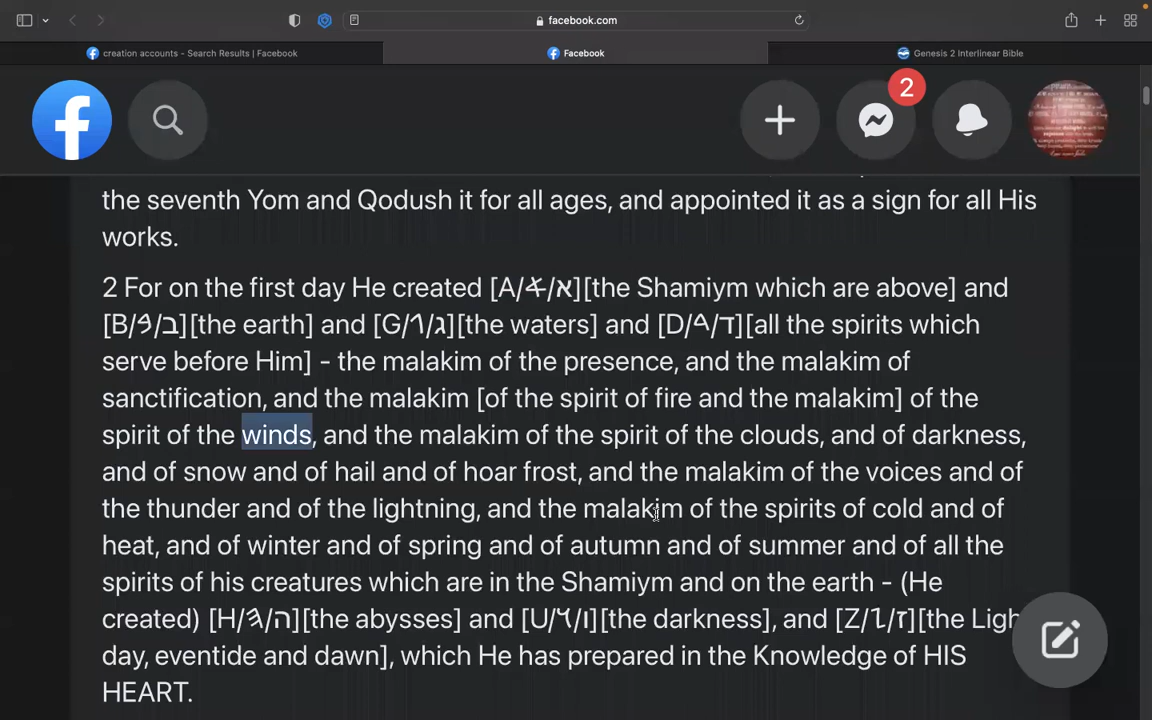 facebook.com
creation accounts - Search Results | Facebook
Facebook
Genesis 2 Interlinear Bible
2
the seventh Yom and Qodush it for all ages, and appointed it as a sign for all His
works.
2 For on the first day He created [A/𐤀/א][the Shamiym which are above] and
[B/𐤁/ב][the earth] and [G/𐤂/ג][the waters] and [D/𐤃/ד][all the spirits which
serve before Him] - the malakim of the presence, and the malakim of
sanctification, and the malakim [of the spirit of fire and the malakim] of the
spirit of the winds, and the malakim of the spirit of the clouds, and of darkness,
and of snow and of hail and of hoar frost, and the malakim of the voices and of
the thunder and of the lightning, and the malakim of the spirits of cold and of
heat, and of winter and of spring and of autumn and of summer and of all the
spirits of his creatures which are in the Shamiym and on the earth - (He
created) [H/𐤄/ה][the abysses] and [U/𐤅/ו][the darkness], and [Z/𐤆/ז][the Ligh
day, eventide and dawn], which He has prepared in the Knowledge of HIS
HEART.